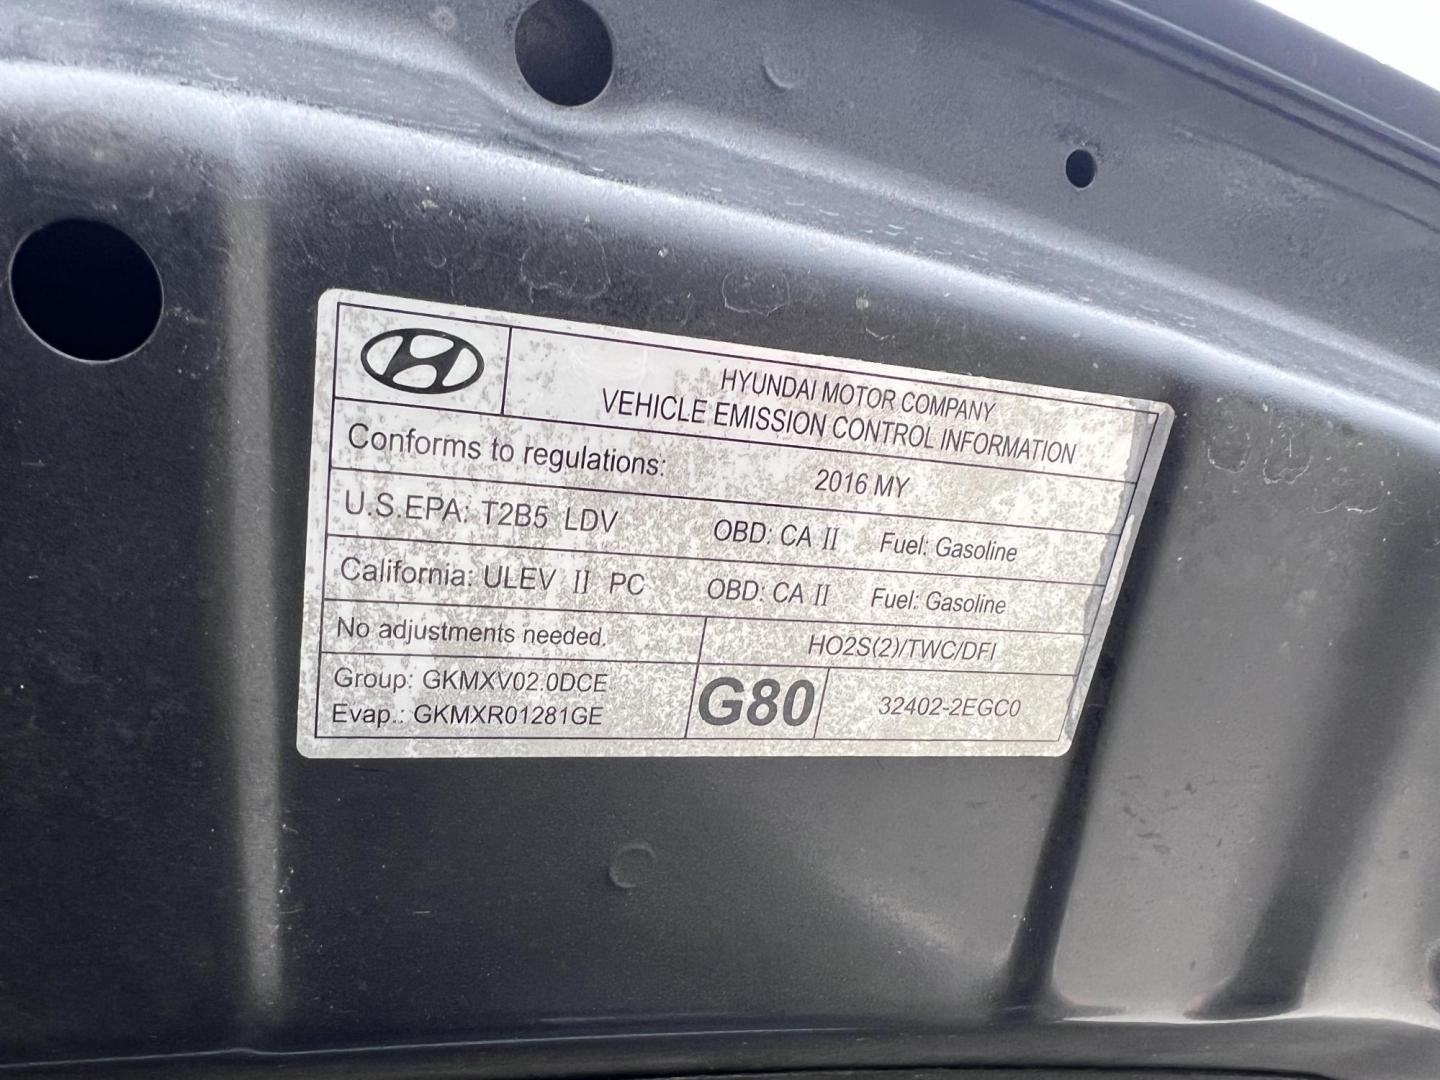 HYUNDAI MOTOR COMPANY
VEHICLE EMISSION CONTROL INFORMATION
Conforms to regulations: 2016 MY
U.S.EPA: T2B5 LDV OBD: CA II Fuel: Gasoline
California: ULEV II PC OBD: CA II Fuel: Gasoline
No adjustments needed. HO2S(2)/TWC/DFI
Group: GKMXV02.0DCE
Evap.: GKMXR01281GE
G80 32402-2EGC0